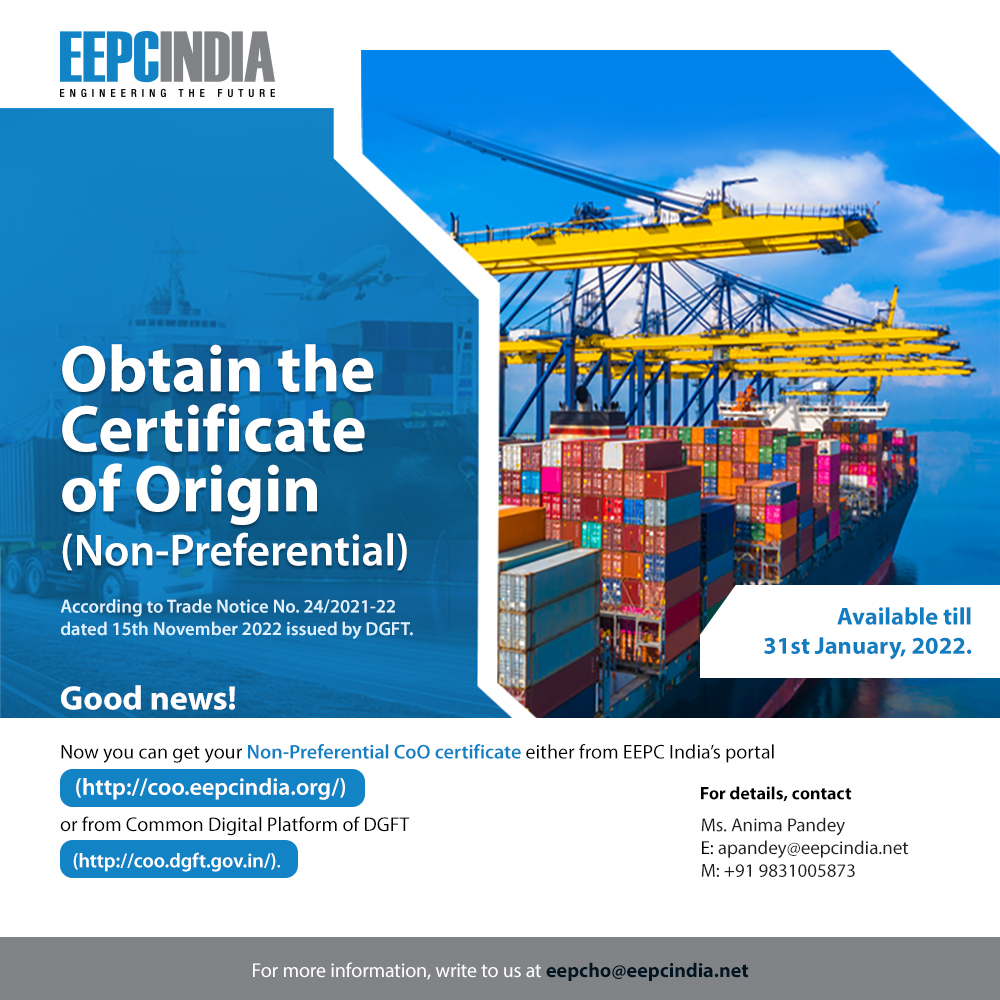 EEPCINDIA
ENGINEERING THE FUTURE
Obtain the
Certificate
of Origin
(Non-Preferential)
According to Trade Notice No. 24/2021-22
dated 15th November 2022 issued by DGFT.
Available till
31st January, 2022.
Good news!
Now you can get your Non-Preferential CoO certificate either from EEPC India's portal
(http://coo.eepcindia.org/)
or from Common Digital Platform of DGFT
(http://coo.dgft.gov.in/).
For details, contact
Ms. Anima Pandey
E: apandey@eepcindia.net
M: +91 9831005873
For more information, write to us at eepcho@eepcindia.net